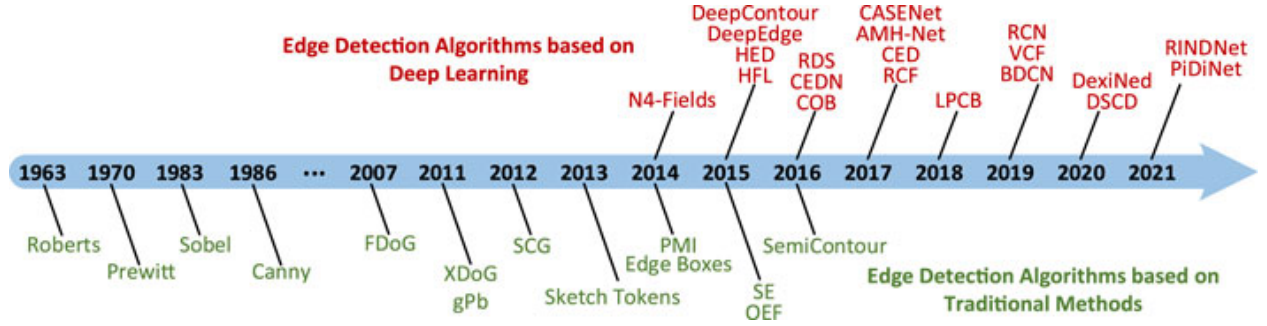 Edge Detection Algorithms based on
Deep Learning
N4-Fields
DeepContour
DeepEdge
HED
HFL
RDS
CEDN
COB
CASENet
AMH-Net
CED
RCF
LPCB
RCN
VCF
BDCN
DexiNed
DSCD
RINDNet
PiDiNet
1963 1970 1983 1986 ... 2007 2011 2012 2013 2014 2015 2016 2017 2018 2019 2020 2021
Roberts
Prewitt
Sobel
Canny
FDoG
XDoG
gPb
SCG
Sketch Tokens
PMI
Edge Boxes
SE
OEF
SemiContour
Edge Detection Algorithms based on
Traditional Methods